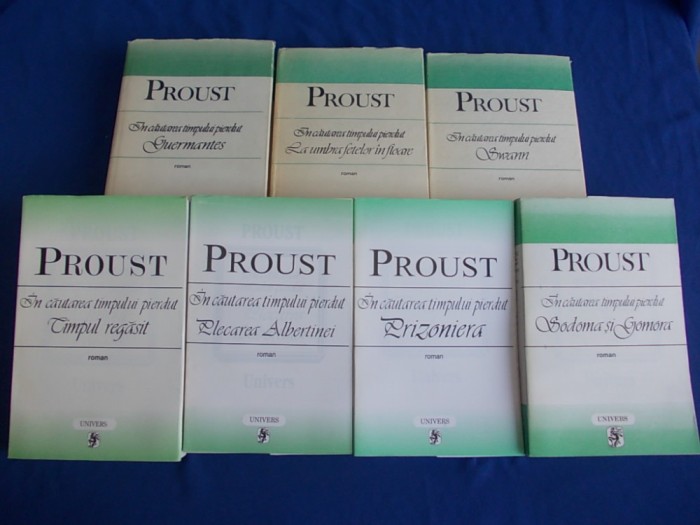 PROUST
În căutarea timpului pierdut
Guermantes
roman
PROUST
În căutarea timpului pierdut
La umbra fetelor în floare
roman
PROUST
În căutarea timpului pierdut
Swann
roman
PROUST
În căutarea timpului pierdut
Timpul regăsit
roman
UNIVERS
PROUST
În căutarea timpului pierdut
Plecarea Albertinei
roman
UNIVERS
PROUST
Univers
PROUST
În căutarea timpului pierdut
Prizoniera
roman
UNIVERS
PROUST
În căutarea timpului pierdut
Sodoma și Gomora
roman
UNIVERS